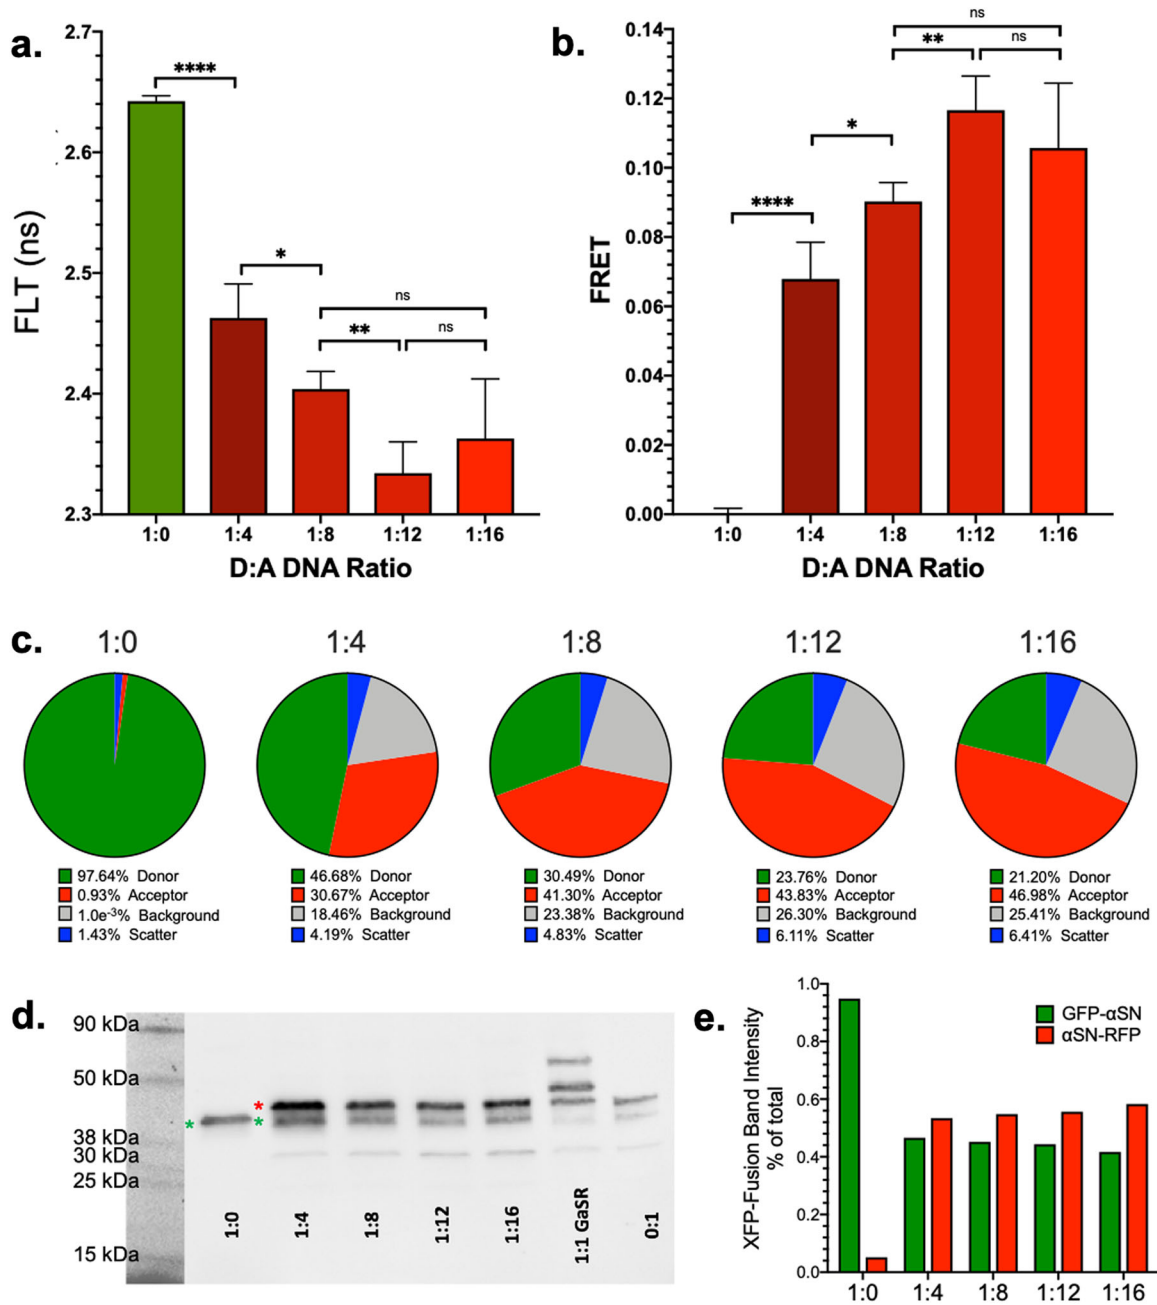 a.
FLT (ns)
2.7
2.6
2.5
2.4
2.3
****
*
ns
**
ns
1:0 1:4 1:8 1:12 1:16
D:A DNA Ratio
b.
FRET
0.14
0.12
0.10
0.08
0.06
0.04
0.02
0.00
ns
**
ns
*
****
1:0 1:4 1:8 1:12 1:16
D:A DNA Ratio
c.
1:0
97.64% Donor
0.93% Acceptor
1.0e-³% Background
1.43% Scatter
1:4
46.68% Donor
30.67% Acceptor
18.46% Background
4.19% Scatter
1:8
30.49% Donor
41.30% Acceptor
23.38% Background
4.83% Scatter
1:12
23.76% Donor
43.83% Acceptor
26.30% Background
6.11% Scatter
1:16
21.20% Donor
46.98% Acceptor
25.41% Background
6.41% Scatter
d.
90 kDa
50 kDa
38 kDa
30 kDa
25 kDa
15 kDa
*
*
*
1:0
1:4
1:8
1:12
1:16
1:1 GaSR
0:1
e.
XFP-Fusion Band Intensity
% of total
1.0
0.8
0.6
0.4
0.2
0.0
GFP-αSN
αSN-RFP
1:0 1:4 1:8 1:12 1:16